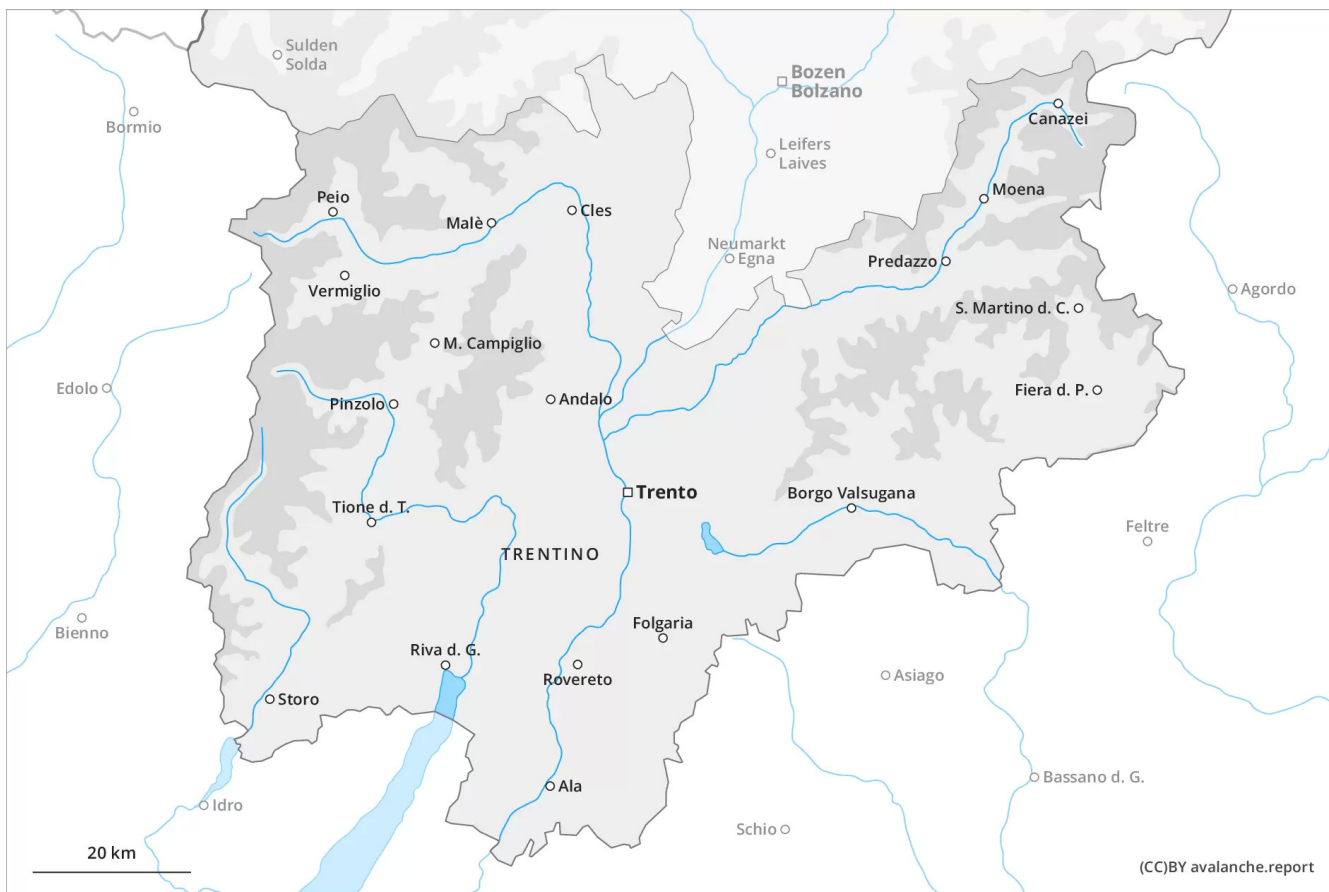 Sulden
Solda
Bozen
Bolzano
Bormio
Canazei
Leifers
Laives
Moena
Peio
Malè
Cles
Neumarkt
Egna
Predazzo
Vermiglio
Agordo
S. Martino d. C.
M. Campiglio
Edolo
Fiera d. P.
Pinzolo
Andalo
Trento
Borgo Valsugana
Tione d. T.
Feltre
TRENTINO
Bienno
Folgaria
Riva d. G.
Rovereto
Asiago
Storo
Bassano d. G.
Ala
Idro
Schio
20 km
(CC)BY avalanche.report